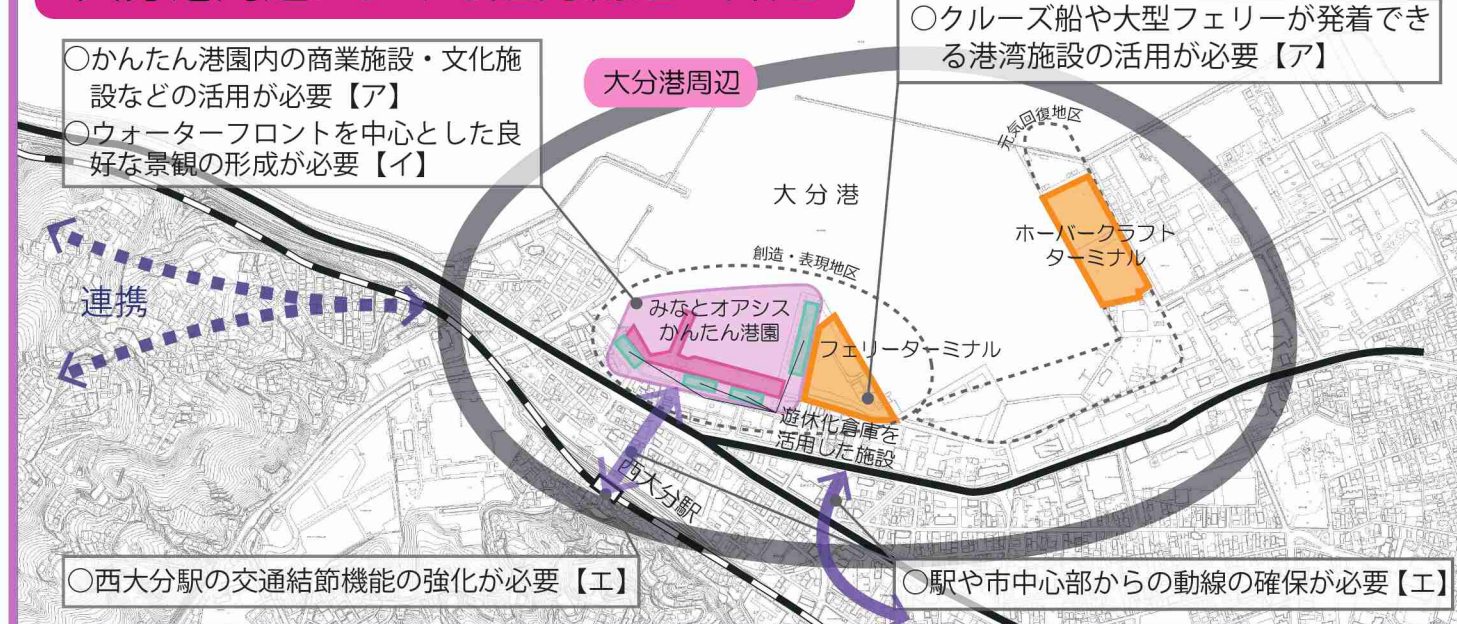 ○かんたん港園内の商業施設・文化施
設などの活用が必要【ア】
○ウォーターフロントを中心とした良
好な景観の形成が必要【イ】
大分港周辺
○クルーズ船や大型フェリーが発着でき
る港湾施設の活用が必要【ア】
元気回復地区
大分港
ホーバークラフト
ターミナル
創造・表現地区
連携
みなとオアシス
かんたん港園
フェリーターミナル
遊休化倉庫を
活用した施設
西大分駅
○西大分駅の交通結節機能の強化が必要【エ】
○駅や市中心部からの動線の確保が必要【エ】